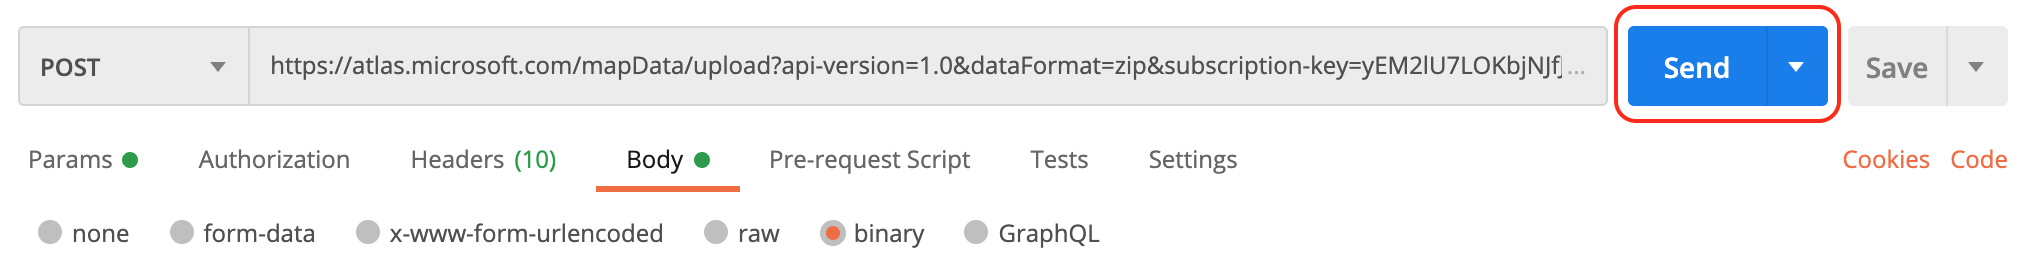 POST https://atlas.microsoft.com/mapData/upload?api-version=1.0&dataFormat=zip&subscription-key=yEM2lU7LOKbjNJfJ ... Send Save
Params Authorization Headers (10) Body Pre-request Script Tests Settings Cookies Code
none form-data x-www-form-urlencoded raw binary GraphQL